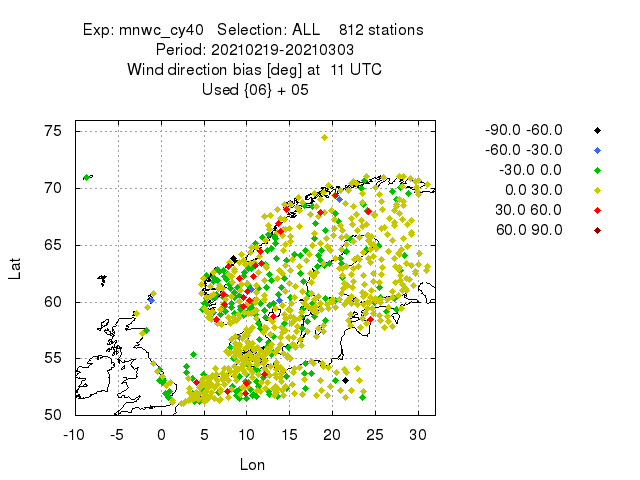 Exp: mnwc_cy40   Selection: ALL    812 stations
Period: 20210219-20210303
Wind direction bias [deg] at  11 UTC
Used {06} + 05
-90.0 -60.0
-60.0 -30.0
-30.0 0.0
0.0 30.0
30.0 60.0
60.0 90.0
75
70
65
60
55
50
Lat
-10 -5 0 5 10 15 20 25 30
Lon